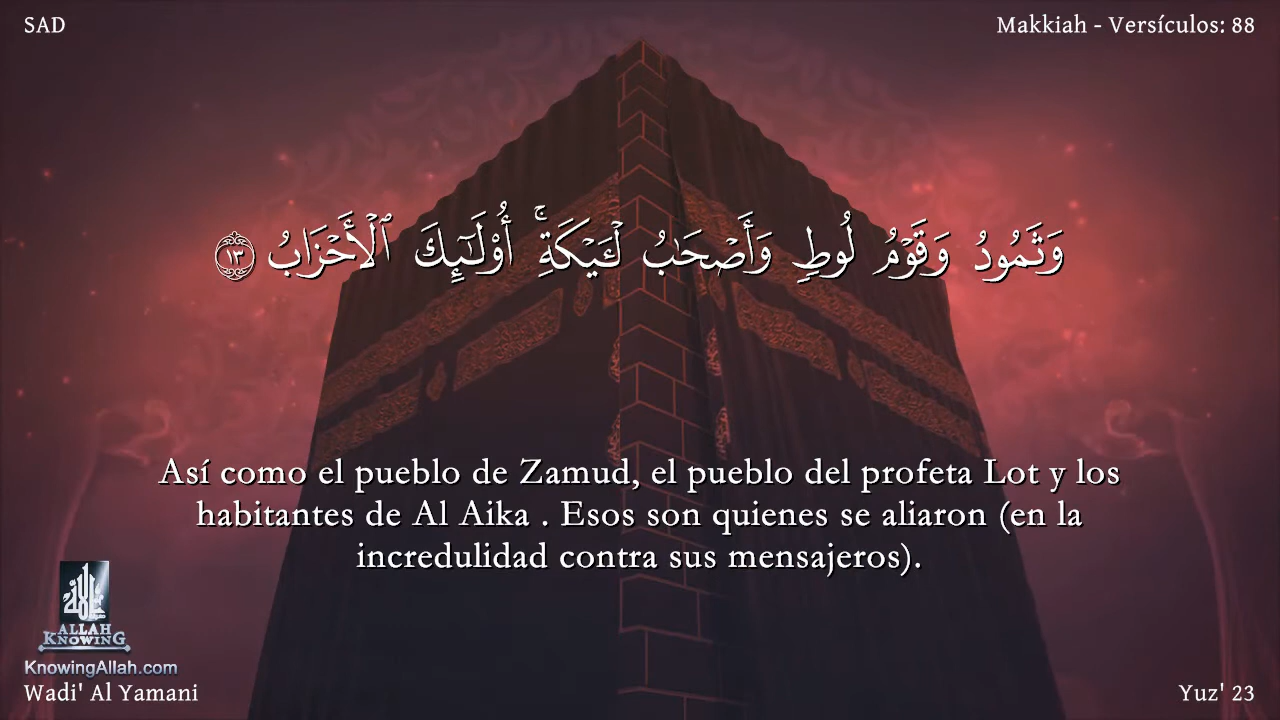 SAD
Makkiah - Versículos: 88
وَثَمُودُ وَقَوْمُ لُوطٍ وَأَصْحَٰبُ لْـَٔيْكَةِ ۚ أُو۟لَٰٓئِكَ ٱلْأَحْزَابُ ١٣
Así como el pueblo de Zamud, el pueblo del profeta Lot y los
habitantes de Al Aika . Esos son quienes se aliaron (en la
incredulidad contra sus mensajeros).
ALLAH
KNOWING
KnowingAllah.com
Wadi' Al Yamani
Yuz' 23